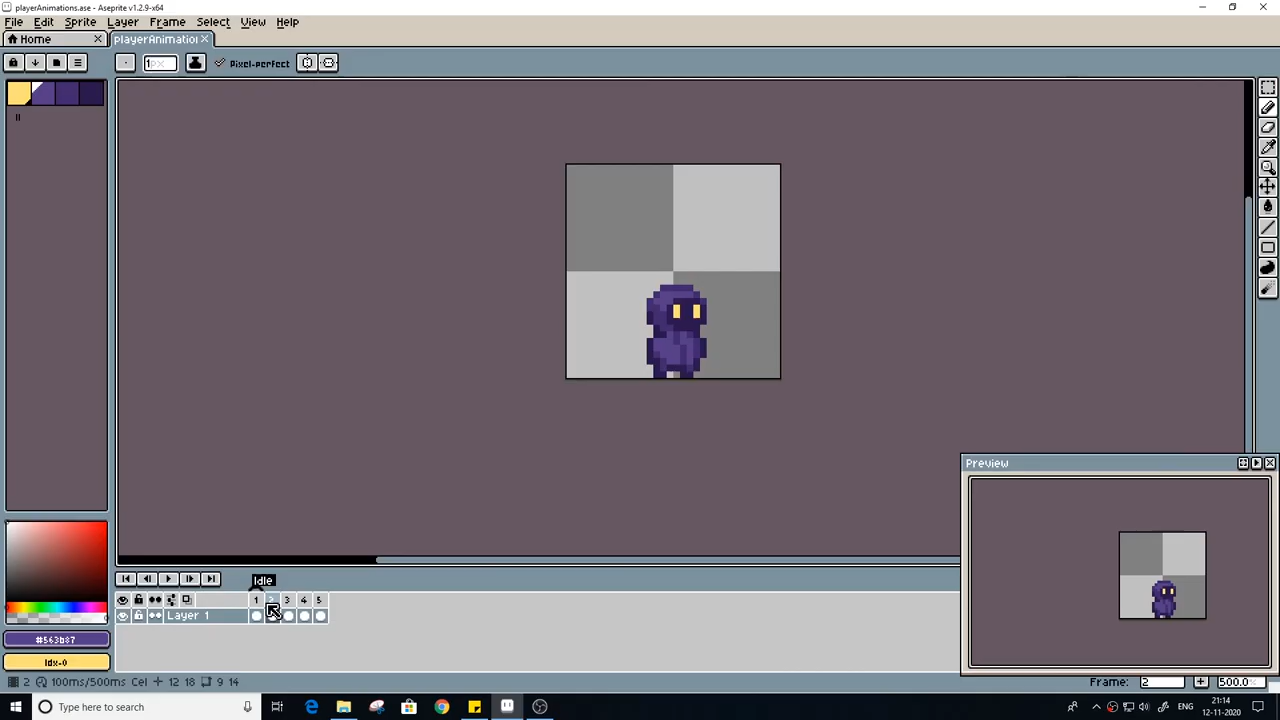 playerAnimations.ase - Aseprite v1.2.9-x64
File Edit Sprite Layer Frame Select View Help
Home
playerAnimation
1px
Pixel-perfect
Preview
Idle
1 2 3 4 5
Layer 1
#563b87
Idx-0
2 100ms/500ms Cel 12 18 9 14
Frame: 2 500.0
Type here to search
21:14
12-11-2020